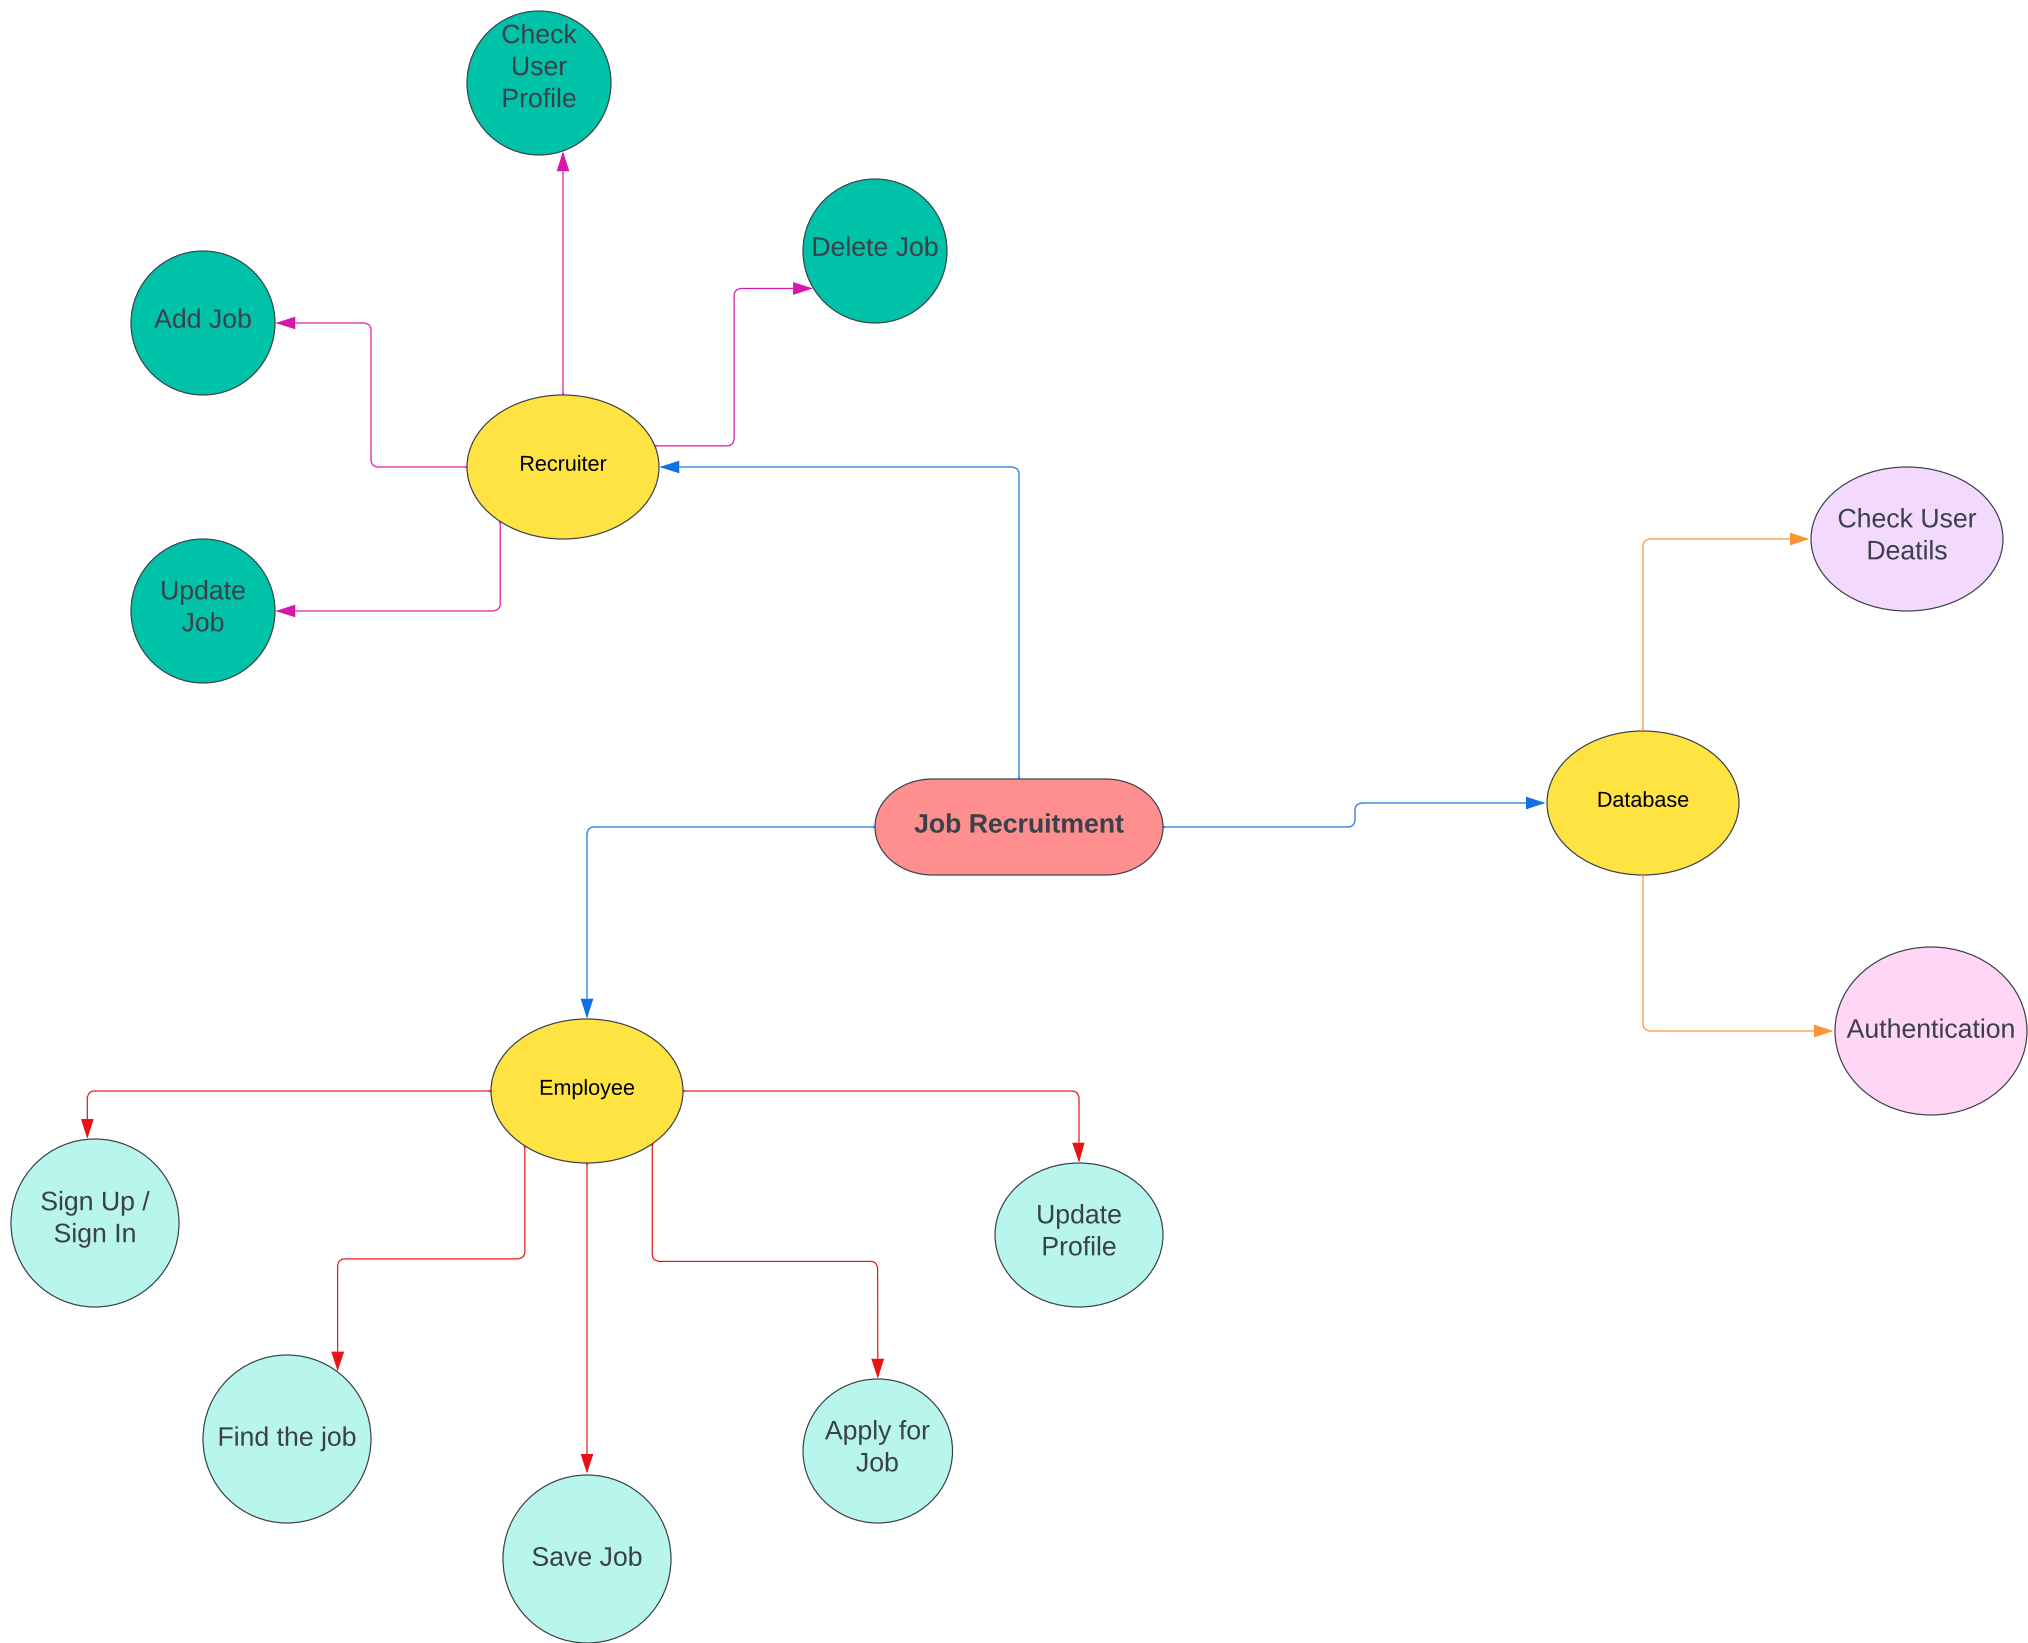 Check
User
Profile
Delete Job
Add Job
Recruiter
Update
Job
Check User
Deatils
Job Recruitment
Database
Authentication
Employee
Sign Up /
Sign In
Update
Profile
Find the job
Apply for
Job
Save Job